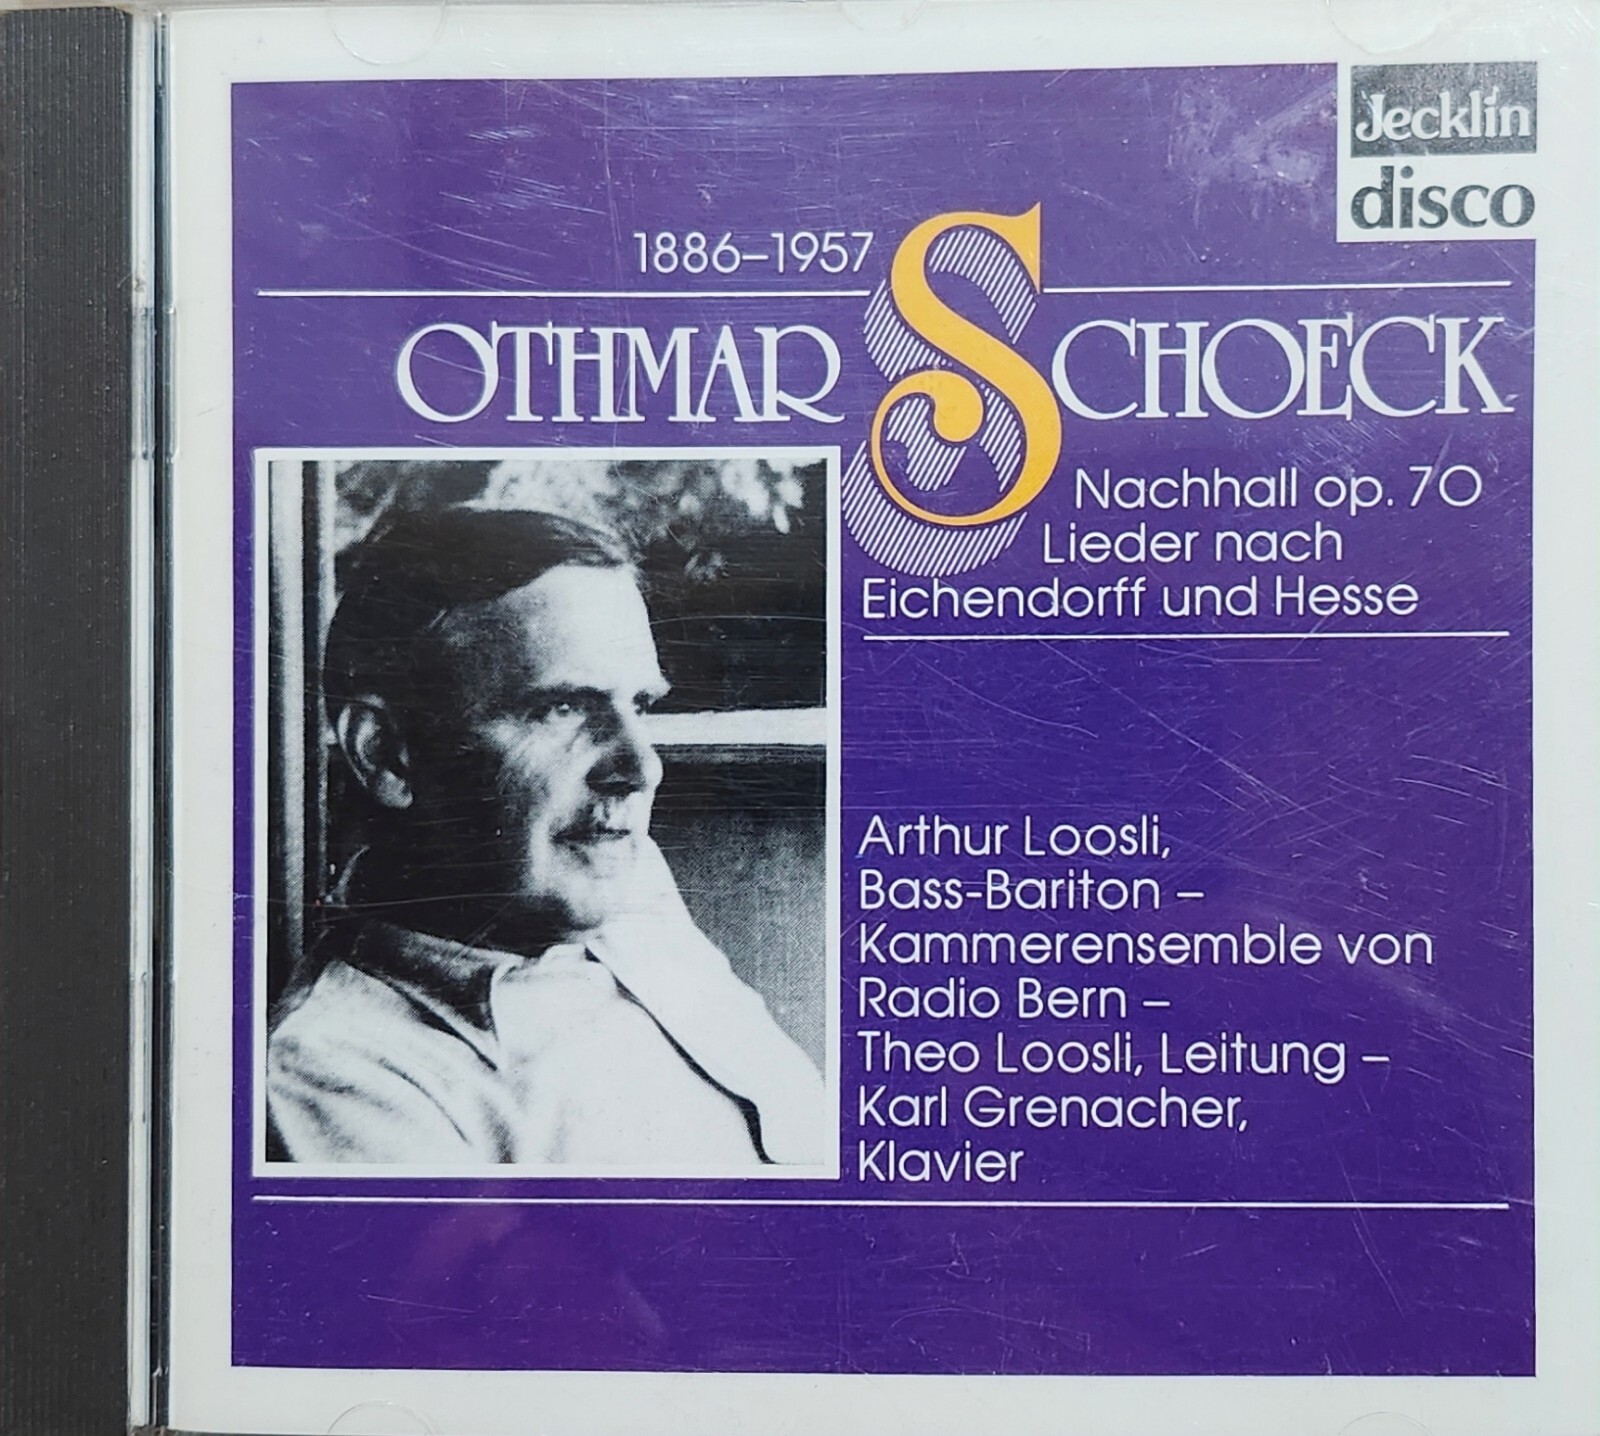 Jecklin
disco
1886–1957
OTHMAR SCHOECK
Nachhall op. 70
Lieder nach
Eichendorff und Hesse
Arthur Loosli,
Bass-Bariton –
Kammerensemble von
Radio Bern –
Theo Loosli, Leitung –
Karl Grenacher,
Klavier